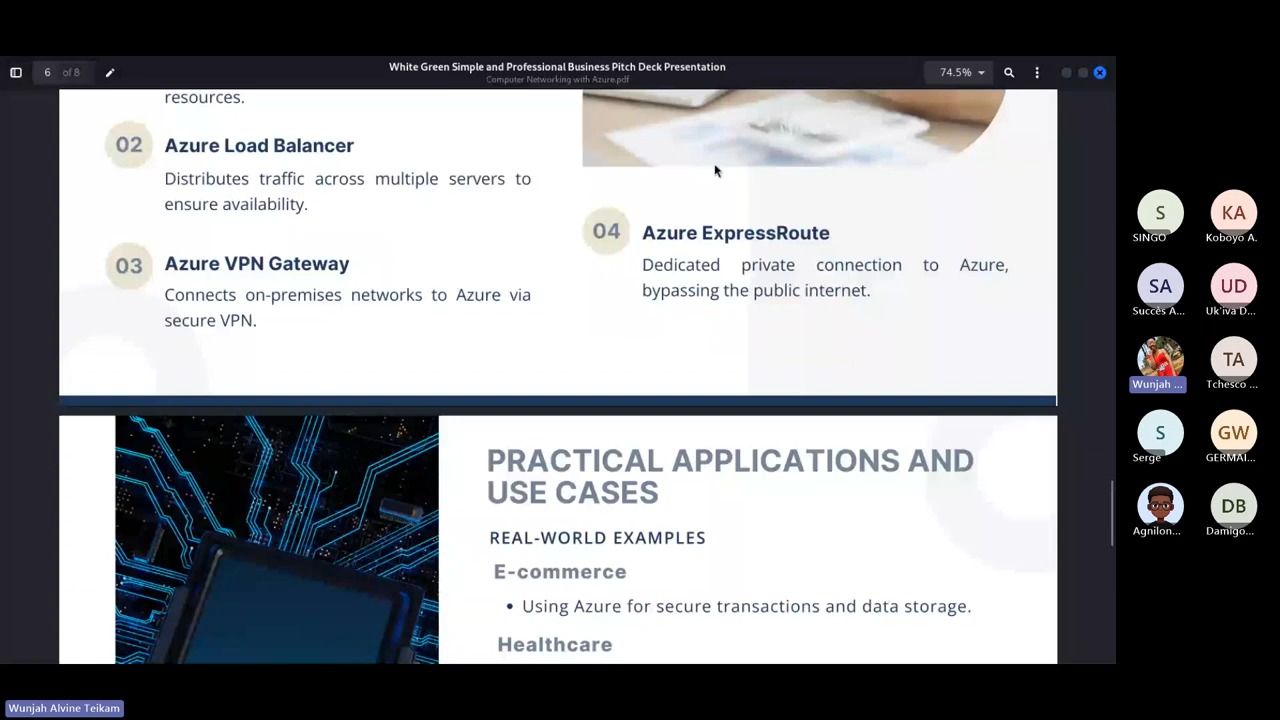 6 of 8
White Green Simple and Professional Business Pitch Deck Presentation
Computer Networking with Azure.pdf
74.5%
resources.
02
Azure Load Balancer
Distributes traffic across multiple servers to
ensure availability.
03
Azure VPN Gateway
Connects on-premises networks to Azure via
secure VPN.
04
Azure ExpressRoute
Dedicated private connection to Azure,
bypassing the public internet.
PRACTICAL APPLICATIONS AND
USE CASES
REAL-WORLD EXAMPLES
E-commerce
• Using Azure for secure transactions and data storage.
Healthcare
S
SINGO
KA
Koboyo A.
SA
Succès A...
UD
Uk'iva D...
Wunjah ...
TA
Tchesco ...
S
Serge
GW
GERMAI...
Agnilon...
DB
Damigo...
Wunjah Alvine Teikam